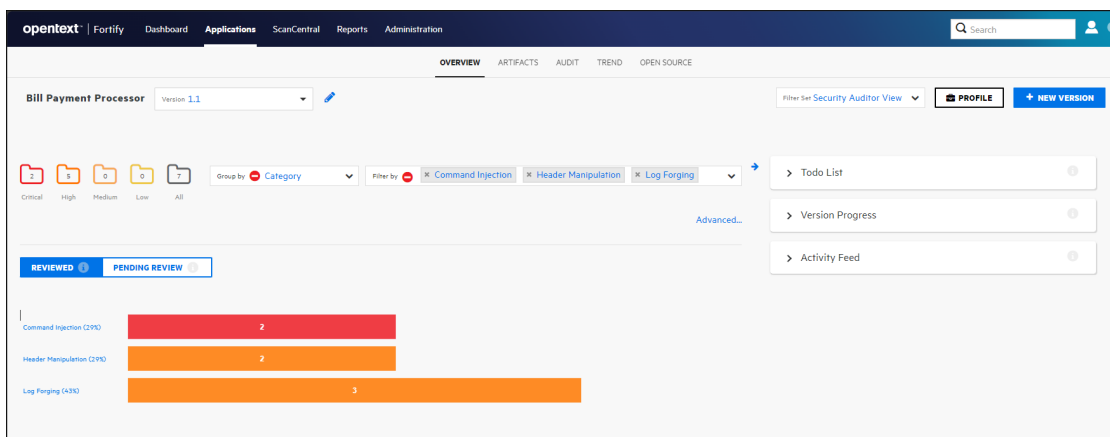 opentext™ | Fortify Dashboard Applications ScanCentral Reports Administration Search
OVERVIEW ARTIFACTS AUDIT TREND OPEN SOURCE
Bill Payment Processor Version 1.1 Filter Set Security Auditor View PROFILE + NEW VERSION
2 5 0 0 7 Group by Category Filter by × Command Injection × Header Manipulation × Log Forging
Critical High Medium Low All
Advanced...
Todo List
Version Progress
Activity Feed
REVIEWED PENDING REVIEW
Command Injection (29%) 2
Header Manipulation (29%) 2
Log Forging (43%) 3